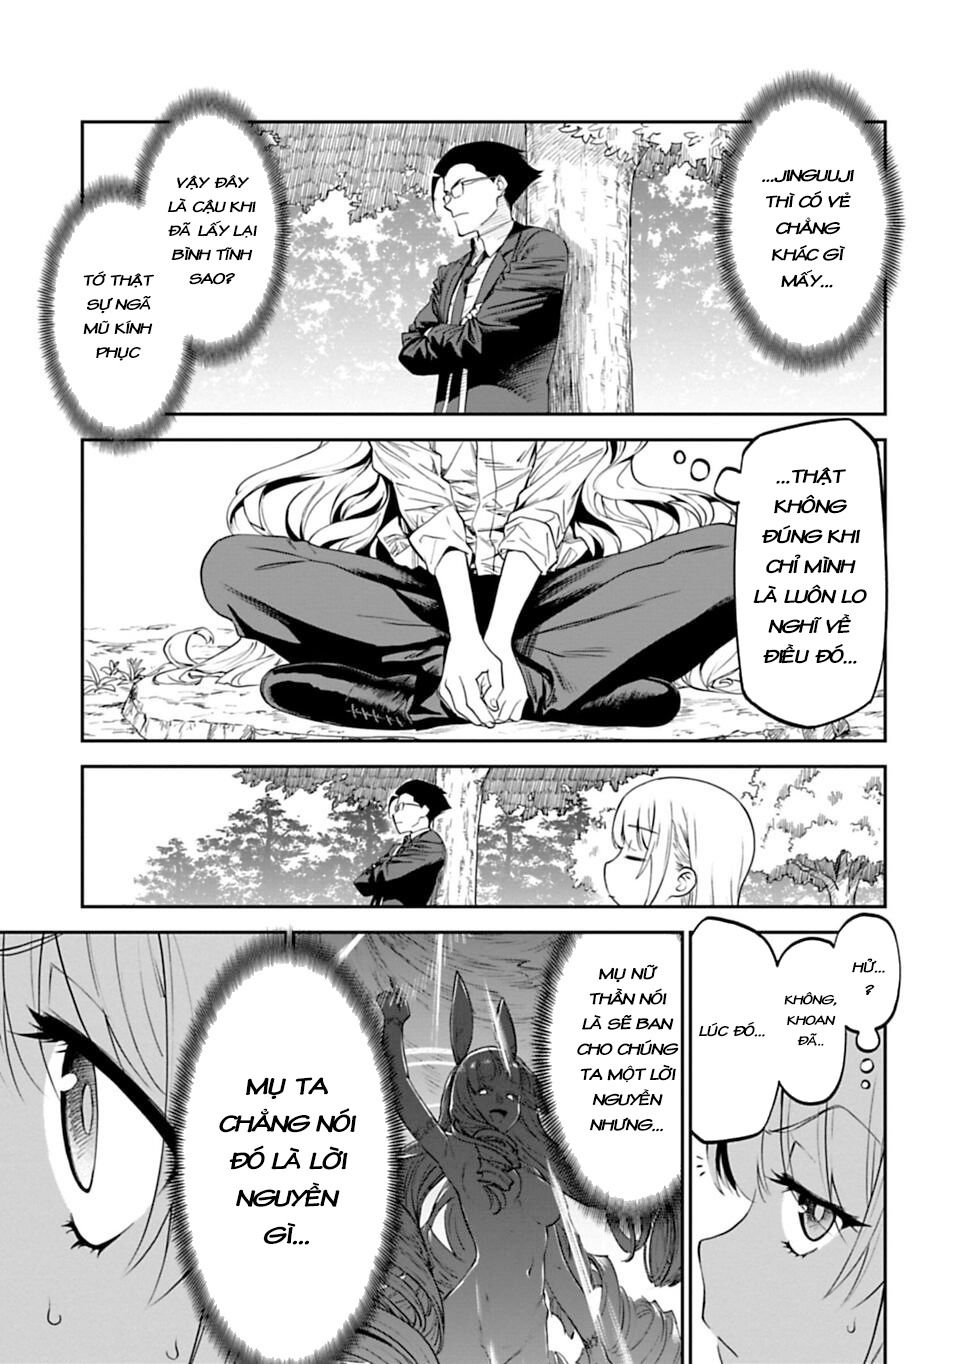 ...JINGUUJI
THÌ CÓ VẺ
CHẲNG
KHÁC GÌ
MẤY...
VẬY ĐÂY
LÀ CẬU KHI
ĐÃ LẤY LẠI
BÌNH TĨNH
SAO?
TỚ THẬT
SỰ NGÃ
MŨ KÍNH
PHỤC
...THẬT
KHÔNG
ĐÚNG KHI
CHỈ MÌNH
LÀ LUÔN LO
NGHĨ VỀ
ĐIỀU ĐÓ...
HỬ...
?
KHÔNG,
KHOAN
ĐÃ..
LÚC ĐÓ...
MỤ NỮ
THẦN NÓI
LÀ SẼ BAN
CHO CHÚNG
TA MỘT LỜI
NGUYỀN
NHƯNG...
MỤ TA
CHẲNG NÓI
ĐÓ LÀ LỜI
NGUYỀN
GÌ...